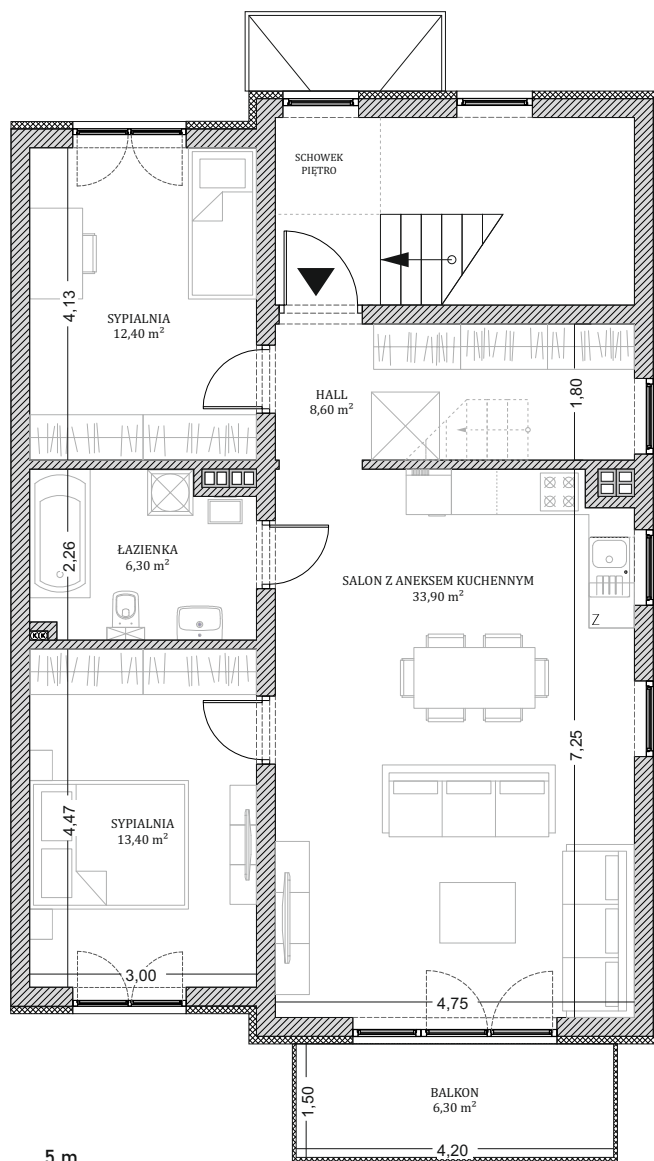 SCHOWEK
PIĘTRO
4,13
SYPIALNIA
12,40 m²
HALL
8,60 m²
1,80
2,26
ŁAZIENKA
6,30 m²
SALON Z ANEKSEM KUCHENNYM
33,90 m²
Z
7,25
4,47
SYPIALNIA
13,40 m²
3,00
4,75
1,50
BALKON
6,30 m²
4,20
5 m